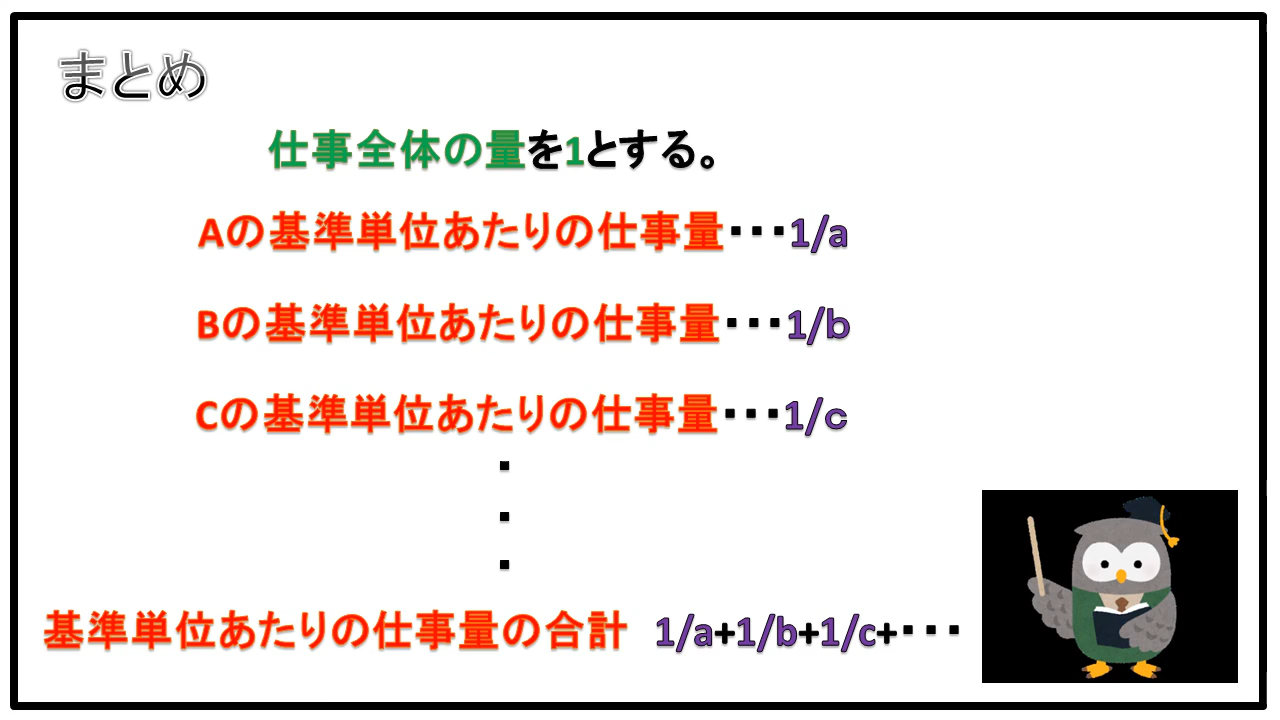 まとめ
仕事全体の量を1とする。
Aの基準単位あたりの仕事量・・・1/a
Bの基準単位あたりの仕事量・・・1/b
Cの基準単位あたりの仕事量・・・1/c
・
・
・
基準単位あたりの仕事量の合計 1/a+1/b+1/c+・・・